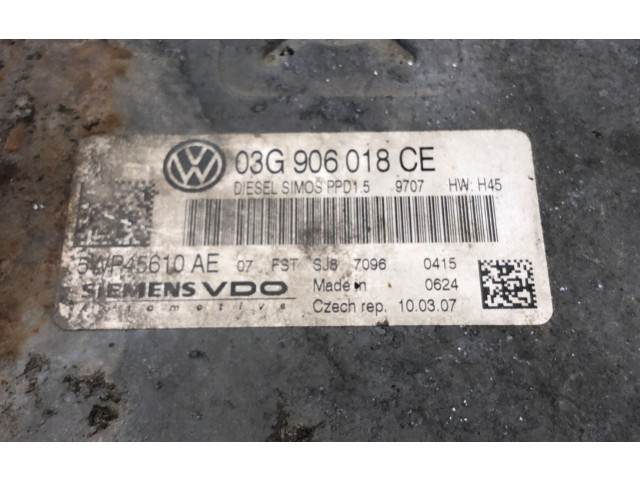 03G 906 018 CE
DIESEL SIMOS PPD1.5 9707 HW: H45
5WP45610 AE 07 FST SJ8 7096 0415
SIEMENS VDO Made in 0624
Automotive Czech rep. 10.03.07